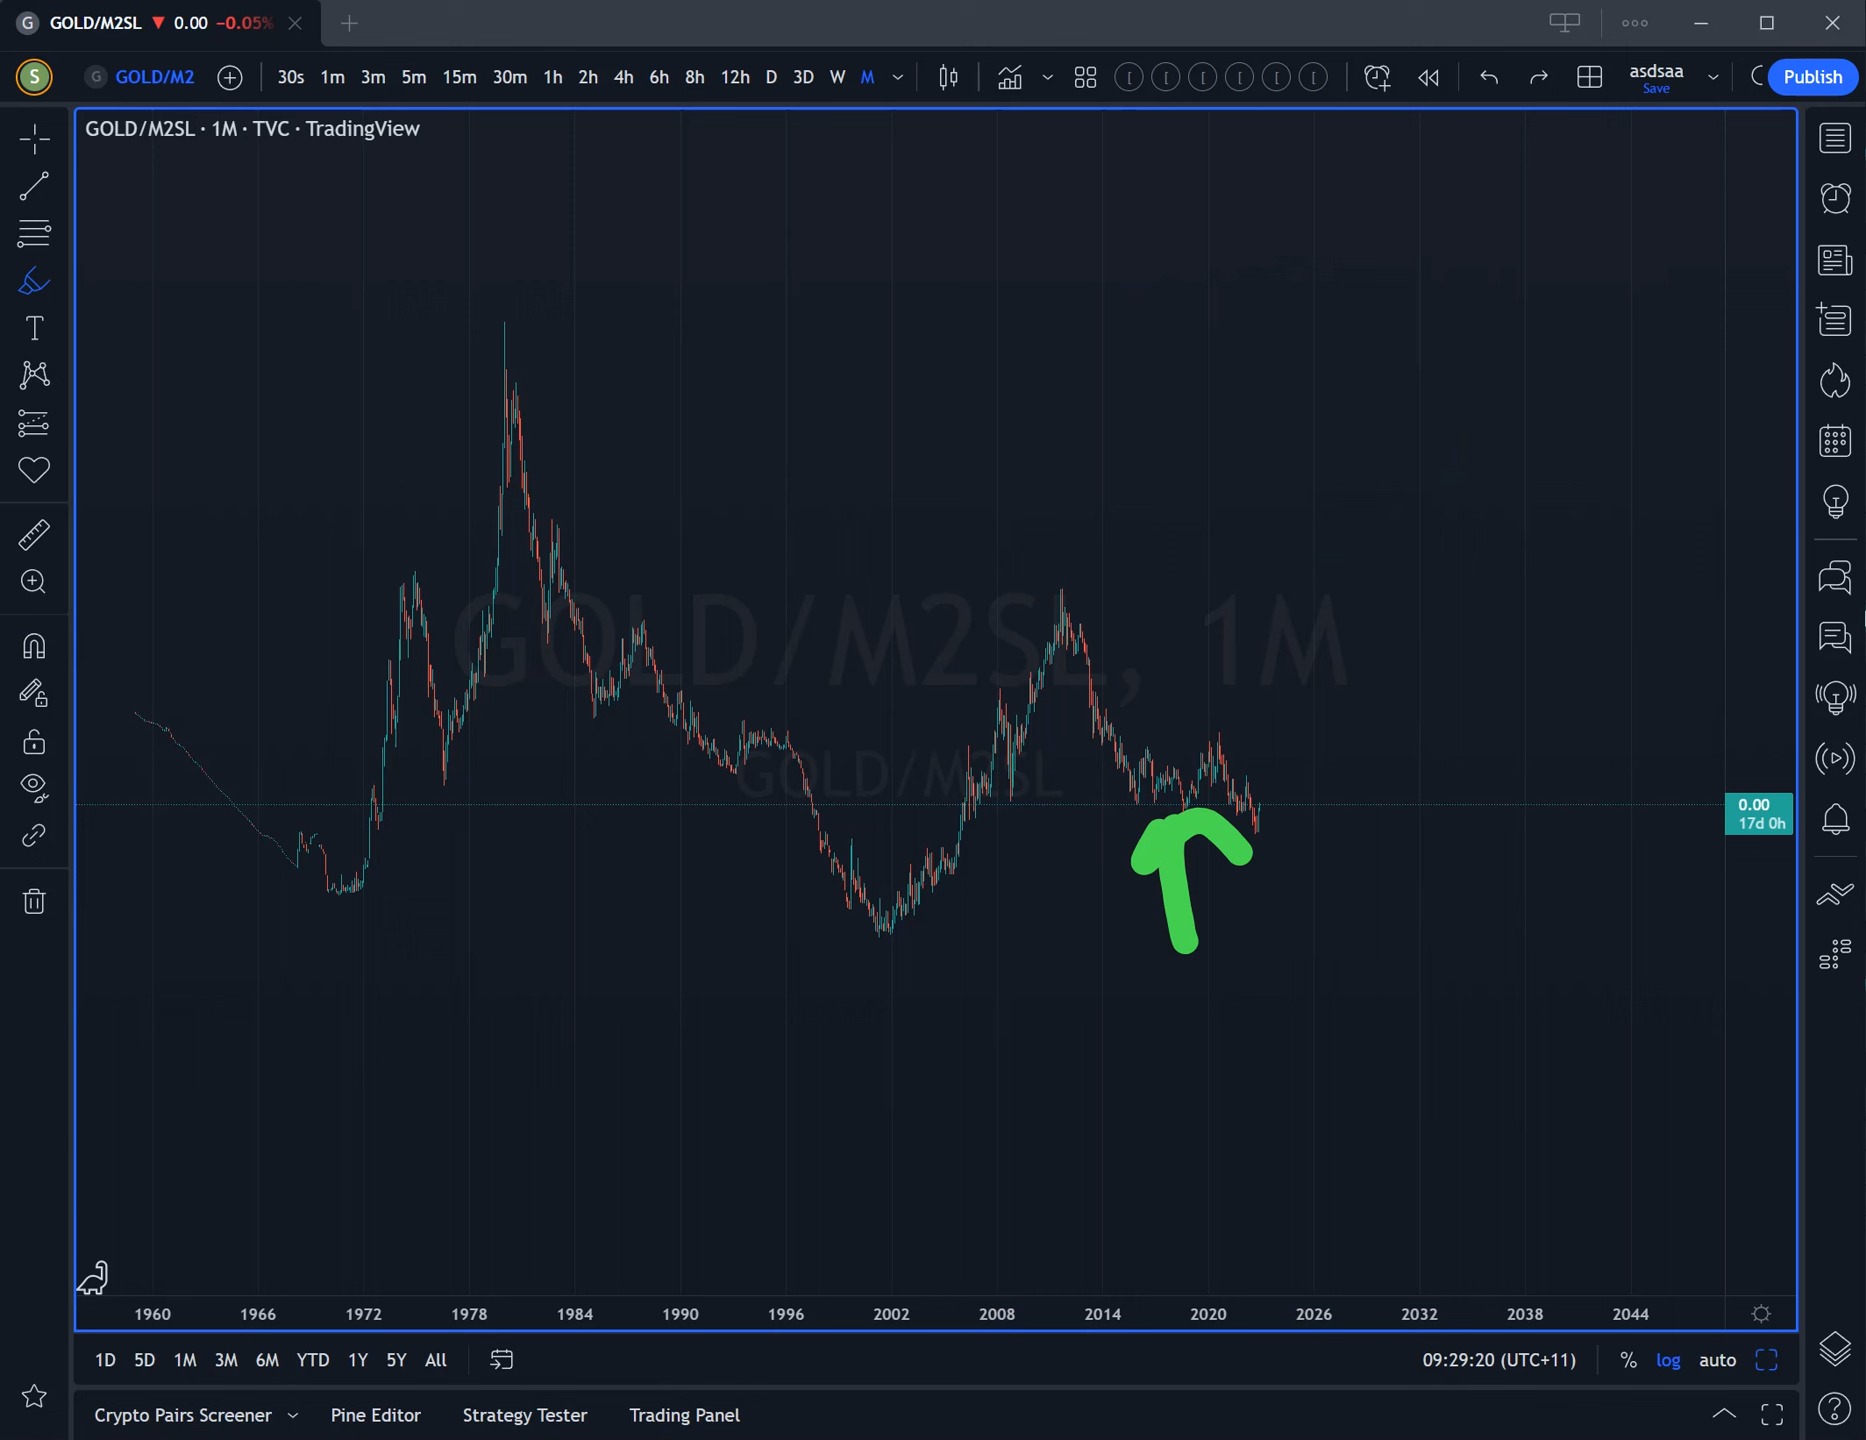 G GOLD/M2SL ▼ 0.00 −0.05%
S G GOLD/M2 30s 1m 3m 5m 15m 30m 1h 2h 4h 6h 8h 12h D 3D W M asdsaa Publish
Save
GOLD/M2SL · 1M · TVC · TradingView
GOLD/M2SL, 1M
GOLD/M2SL
0.00
17d 0h
1960 1966 1972 1978 1984 1990 1996 2002 2008 2014 2020 2026 2032 2038 2044
1D 5D 1M 3M 6M YTD 1Y 5Y All 09:29:20 (UTC+11) % log auto
Crypto Pairs Screener Pine Editor Strategy Tester Trading Panel